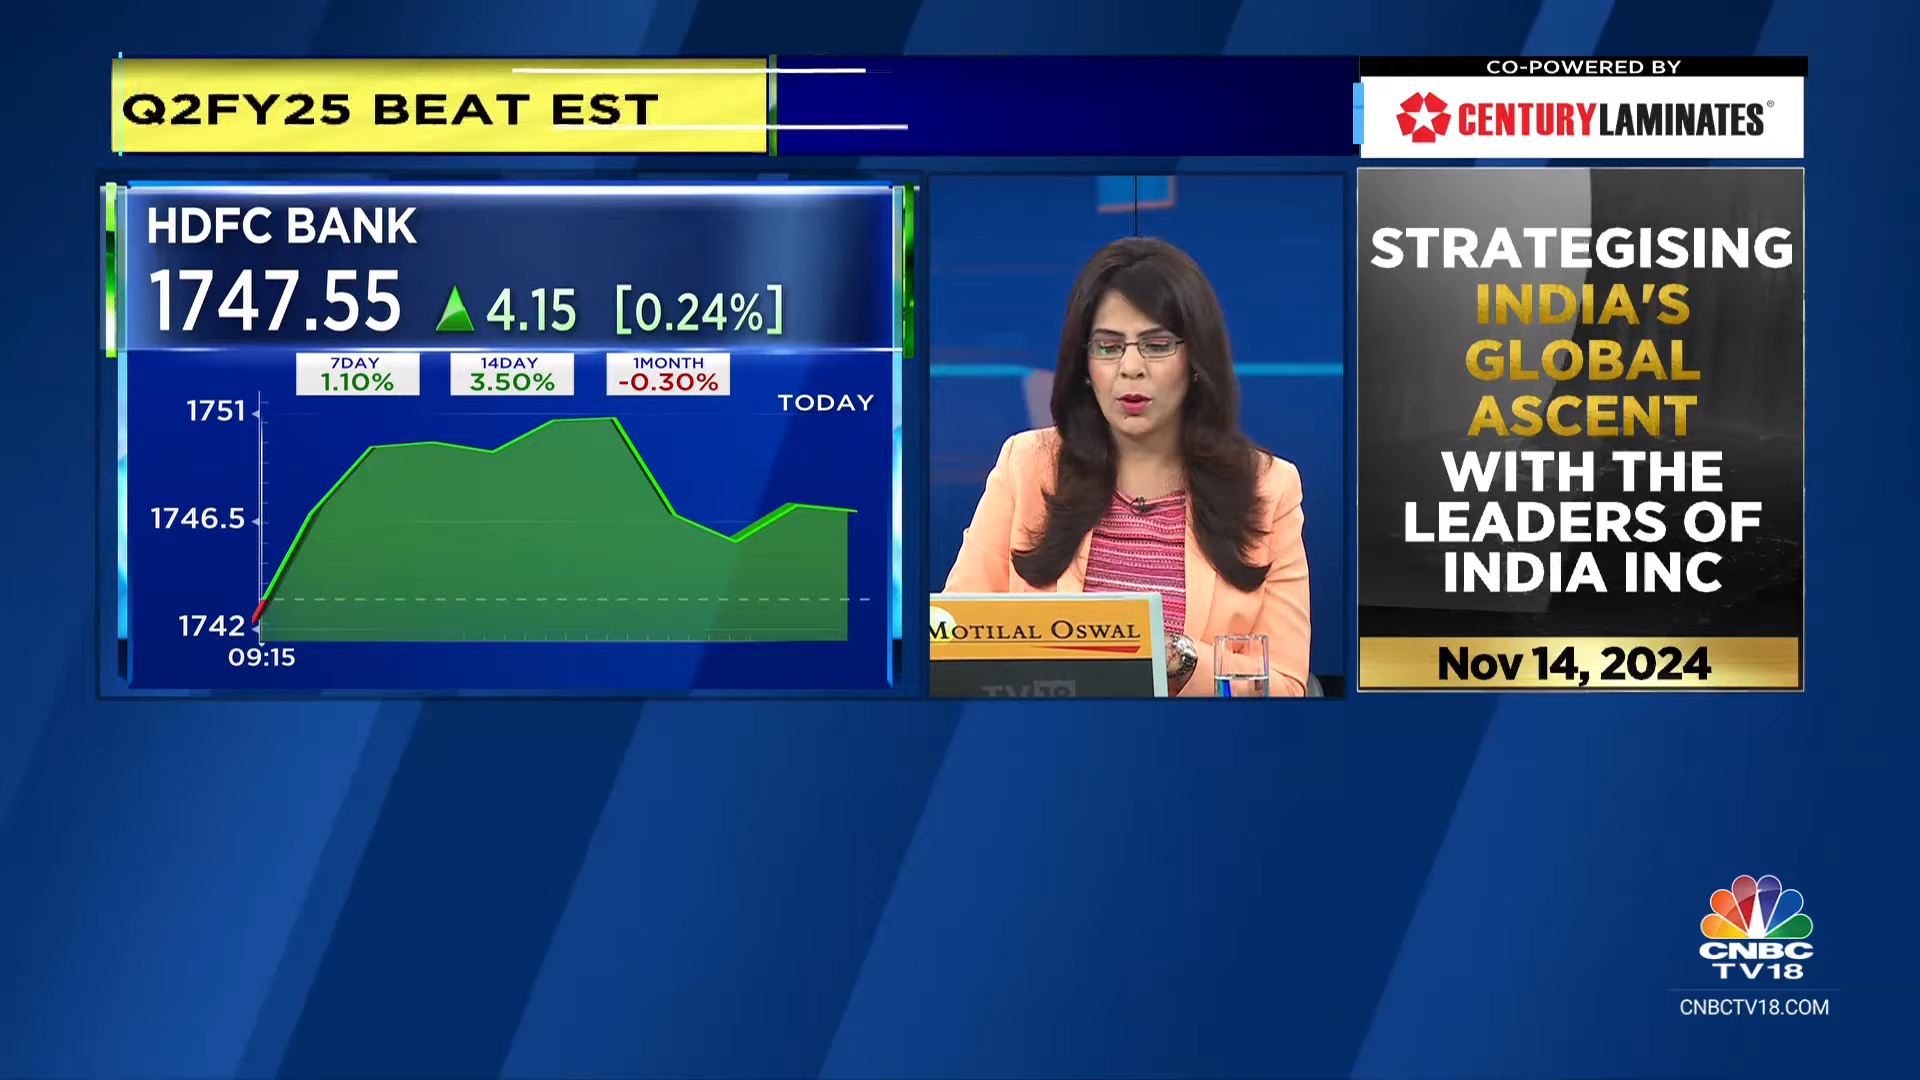 Q2FY25 BEAT EST
CO-POWERED BY
CENTURYLAMINATES®
HDFC BANK
1747.55 ▲ 4.15 [0.24%]
7DAY
1.10%
14DAY
3.50%
1MONTH
-0.30%
TODAY
1751
1746.5
1742
09:15
MOTILAL OSWAL
TV18
STRATEGISING
INDIA'S
GLOBAL
ASCENT
WITH THE
LEADERS OF
INDIA INC
Nov 14, 2024
CNBC
TV18
CNBCTV18.COM